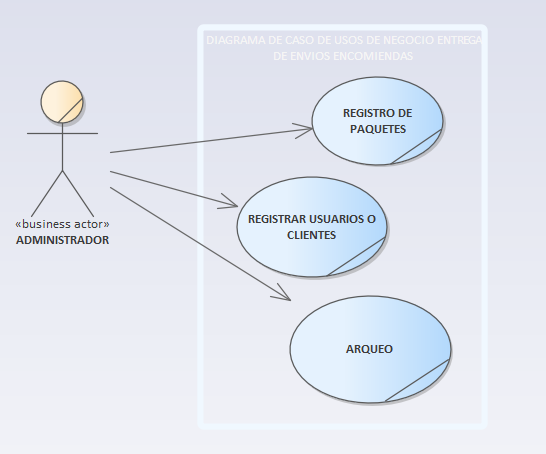 DIAGRAMA DE CASO DE USOS DE NEGOCIO ENTREGA
DE ENVIOS ENCOMIENDAS
REGISTRO DE
PAQUETES
REGISTRAR USUARIOS O
CLIENTES
«business actor»
ADMINISTRADOR
ARQUEO